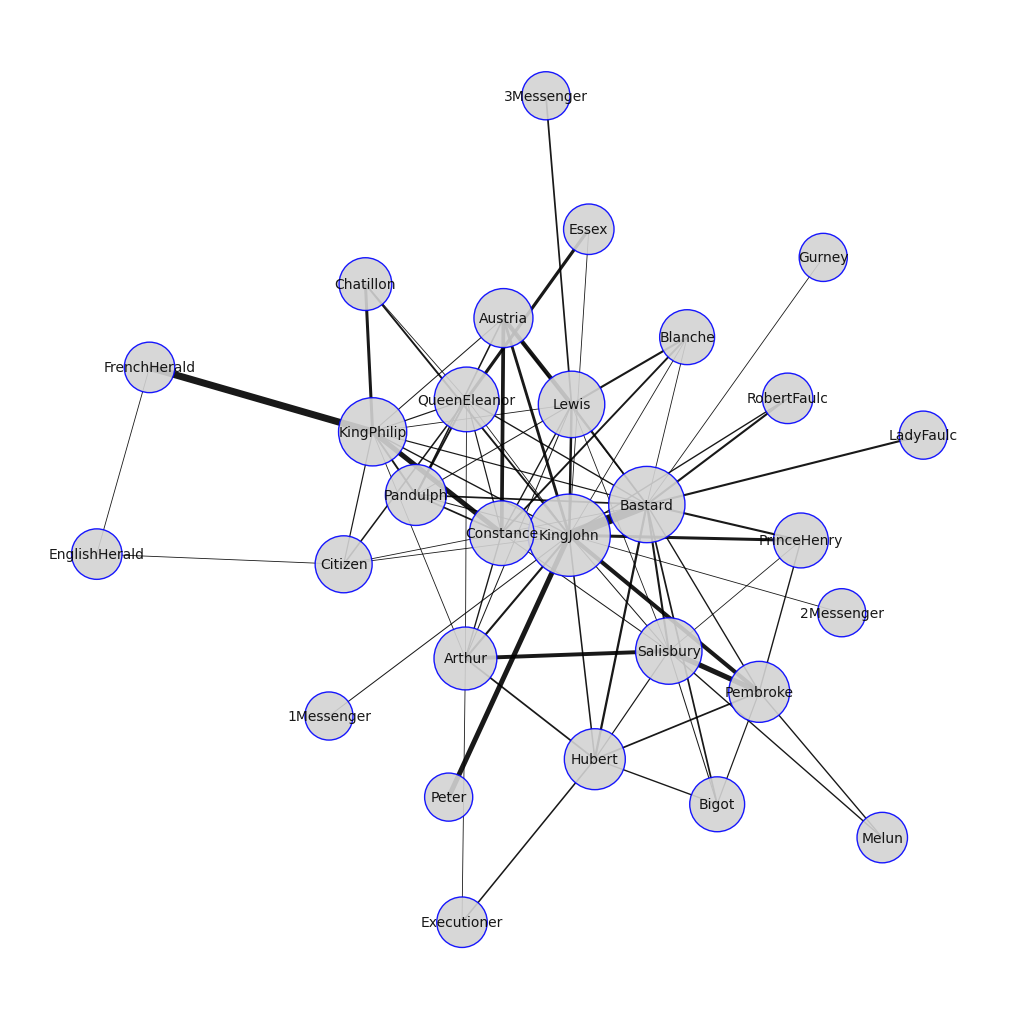 3Messenger
Essex
Gurney
Chatillon
Austria
Blanche
FrenchHerald
QueenEleanor
Lewis
RobertFaulc
KingPhilip
LadyFaulc
Pandulph
Bastard
Constance
KingJohn
PrinceHenry
EnglishHerald
Citizen
2Messenger
Arthur
Salisbury
Pembroke
1Messenger
Hubert
Peter
Bigot
Melun
Executioner